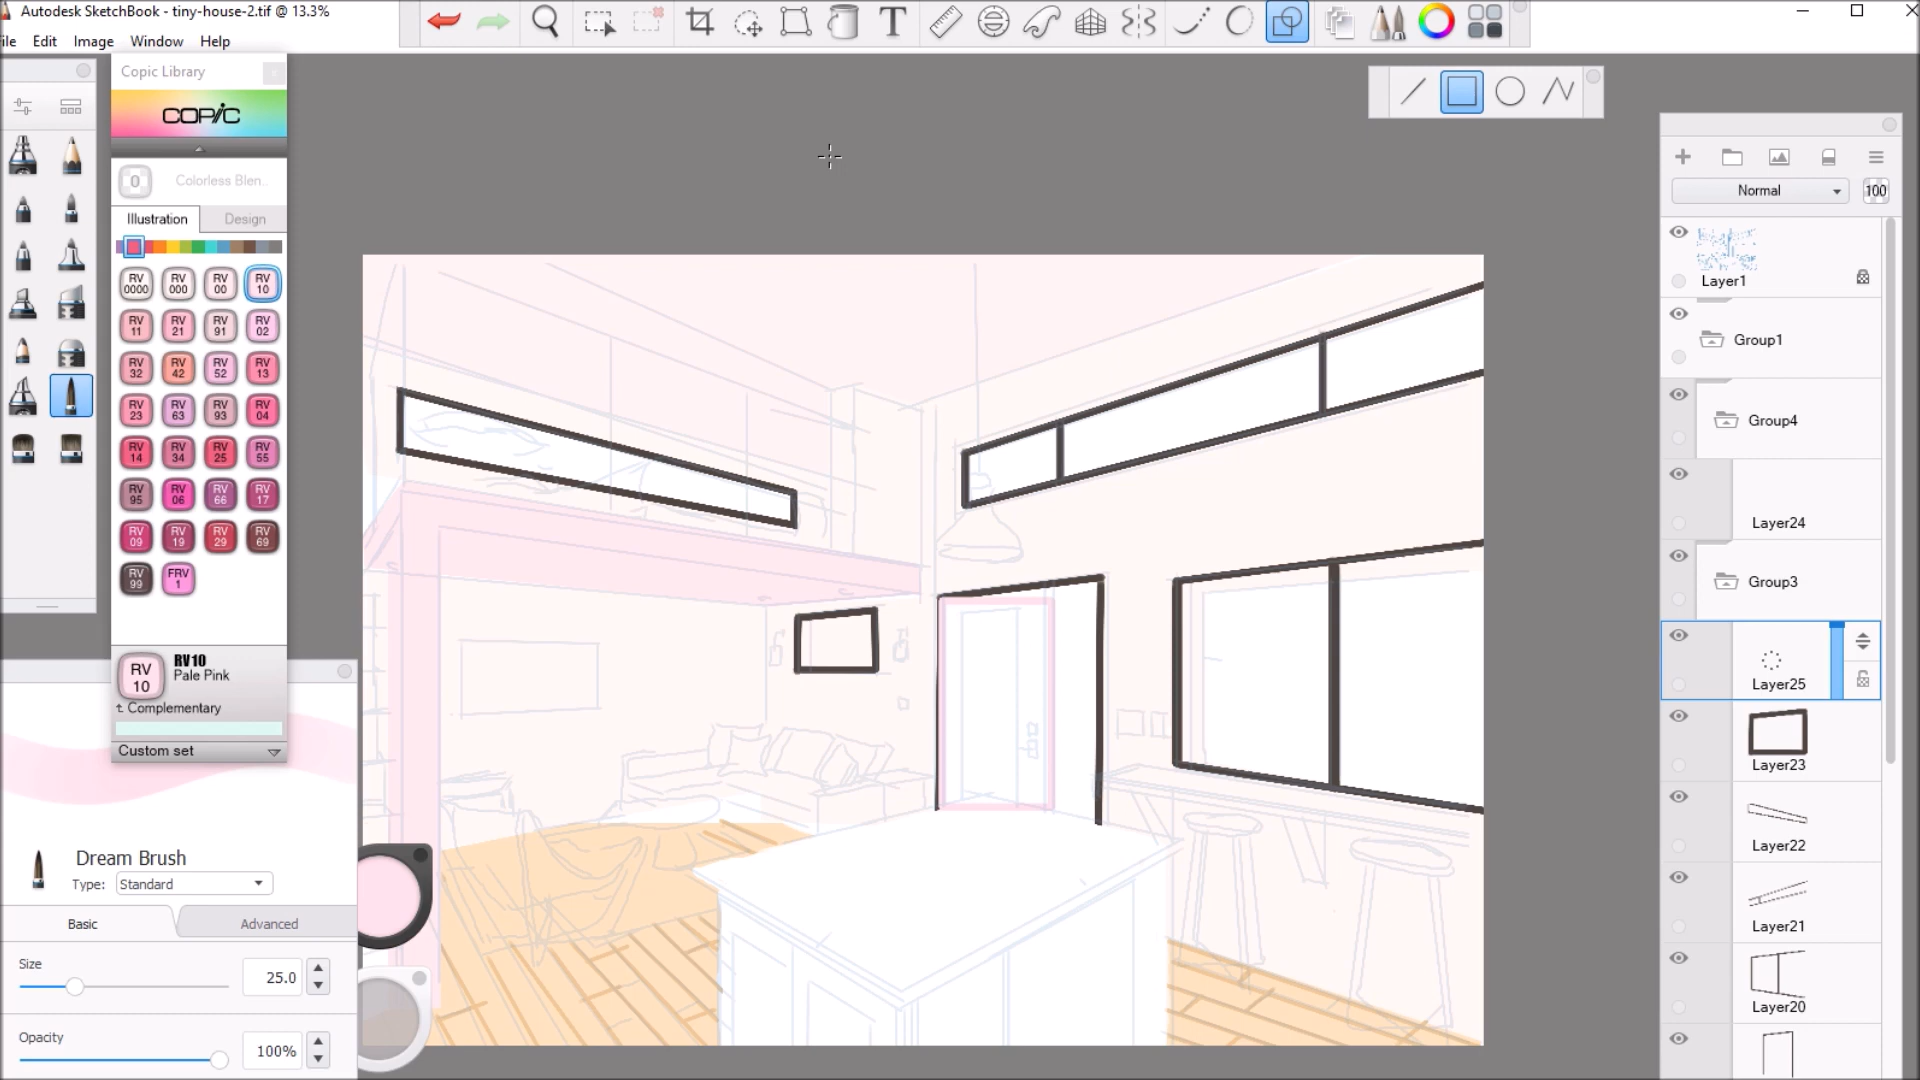 Autodesk SketchBook - tiny-house-2.tif @ 13.3%
ile Edit Image Window Help
Copic Library
COPIC
0 Colorless Blen..
Illustration Design
RV 0000 RV 000 RV 00 RV 10
RV 11 RV 21 RV 91 RV 02
RV 32 RV 42 RV 52 RV 13
RV 23 RV 63 RV 93 RV 04
RV 14 RV 34 RV 25 RV 55
RV 95 RV 06 RV 66 RV 17
RV 09 RV 19 RV 29 RV 69
RV 99 FRV 1
RV 10 RV10
Pale Pink
Complementary
Custom set
Dream Brush
Type: Standard
Basic Advanced
Size
25.0
Opacity
100%
Normal 100
Layer1
Group1
Group4
Layer24
Group3
Layer25
Layer23
Layer22
Layer21
Layer20